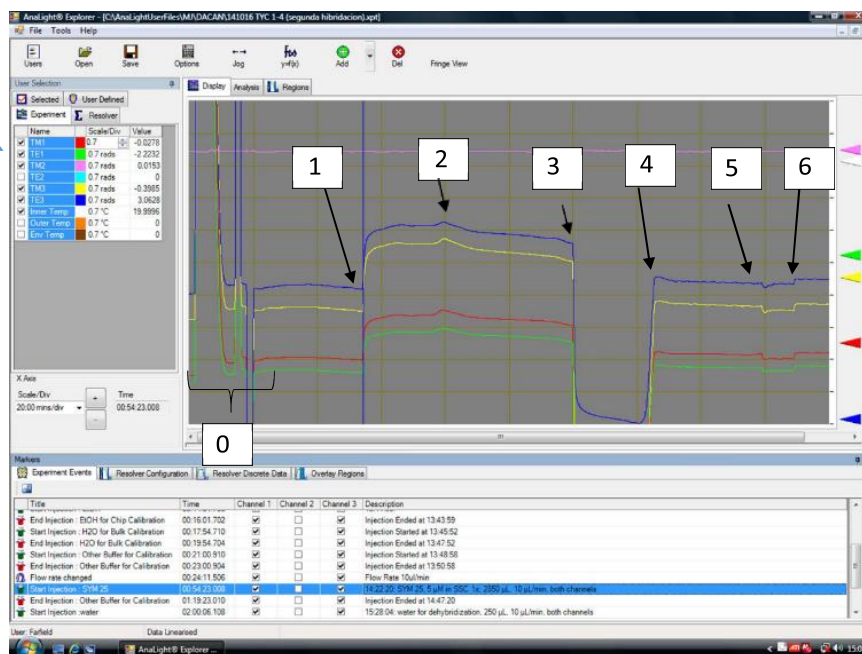 AnaLight® Explorer - [C:\AnaLightUserFiles\MJ\DACAN\141016 TYC 1-4 (segunda hibridacion).xpt]
File Tools Help
Users Open Save Options Jog y=f(x) Add Del Fringe View
User Selection
Display Analysis Regions
Selected User Defined
Experiment Resolver
Name Scale/Div Value
TM1 0.7 -0.0278
TE1 0.7 rads -2.2232
TM2 0.7 rads 0.0153
TE2 0.7 rads 0
TM3 0.7 rads -0.3985
TE3 0.7 rads 3.0628
Inner Temp 0.7 °C 19.9996
Outer Temp 0.7 °C 0
Env Temp 0.7 °C 0
1 2 3 4 5 6
X Axis
Scale/Div Time
20:00 mins/div 00:54:23.008
0
Markers
Experiment Events Resolver Configuration Resolver Discrete Data Overlay Regions
Title Time Channel 1 Channel 2 Channel 3 Description
End Injection : EtOH for Chip Calibration 00:16:01.702 Injection Ended at 13:43:59
Start Injection : H2O for Bulk Calibration 00:17:54.710 Injection Started at 13:45:52
End Injection : H2O for Bulk Calibration 00:19:54.704 Injection Ended at 13:47:52
Start Injection : Other Buffer for Calibration 00:21:00.910 Injection Started at 13:48:58
End Injection : Other Buffer for Calibration 00:23:00.904 Injection Ended at 13:50:58
Flow rate changed 00:24:11.506 Flow Rate 10ul/min
Start Injection : SYM 25 00:54:23.008 14:22:20: SYM 25, 5 µM in SSC 1x, 2350 µL, 10 µL/min, both channels
End Injection : Other Buffer for Calibration 01:19:23.010 Injection Ended at 14:47:20
Start Injection :water 02:00:06.108 15:28:04: water for dehybridization, 250 µL, 10 µL/min, both channels
User: Farfield Data Linearised
AnaLight® Explorer -...